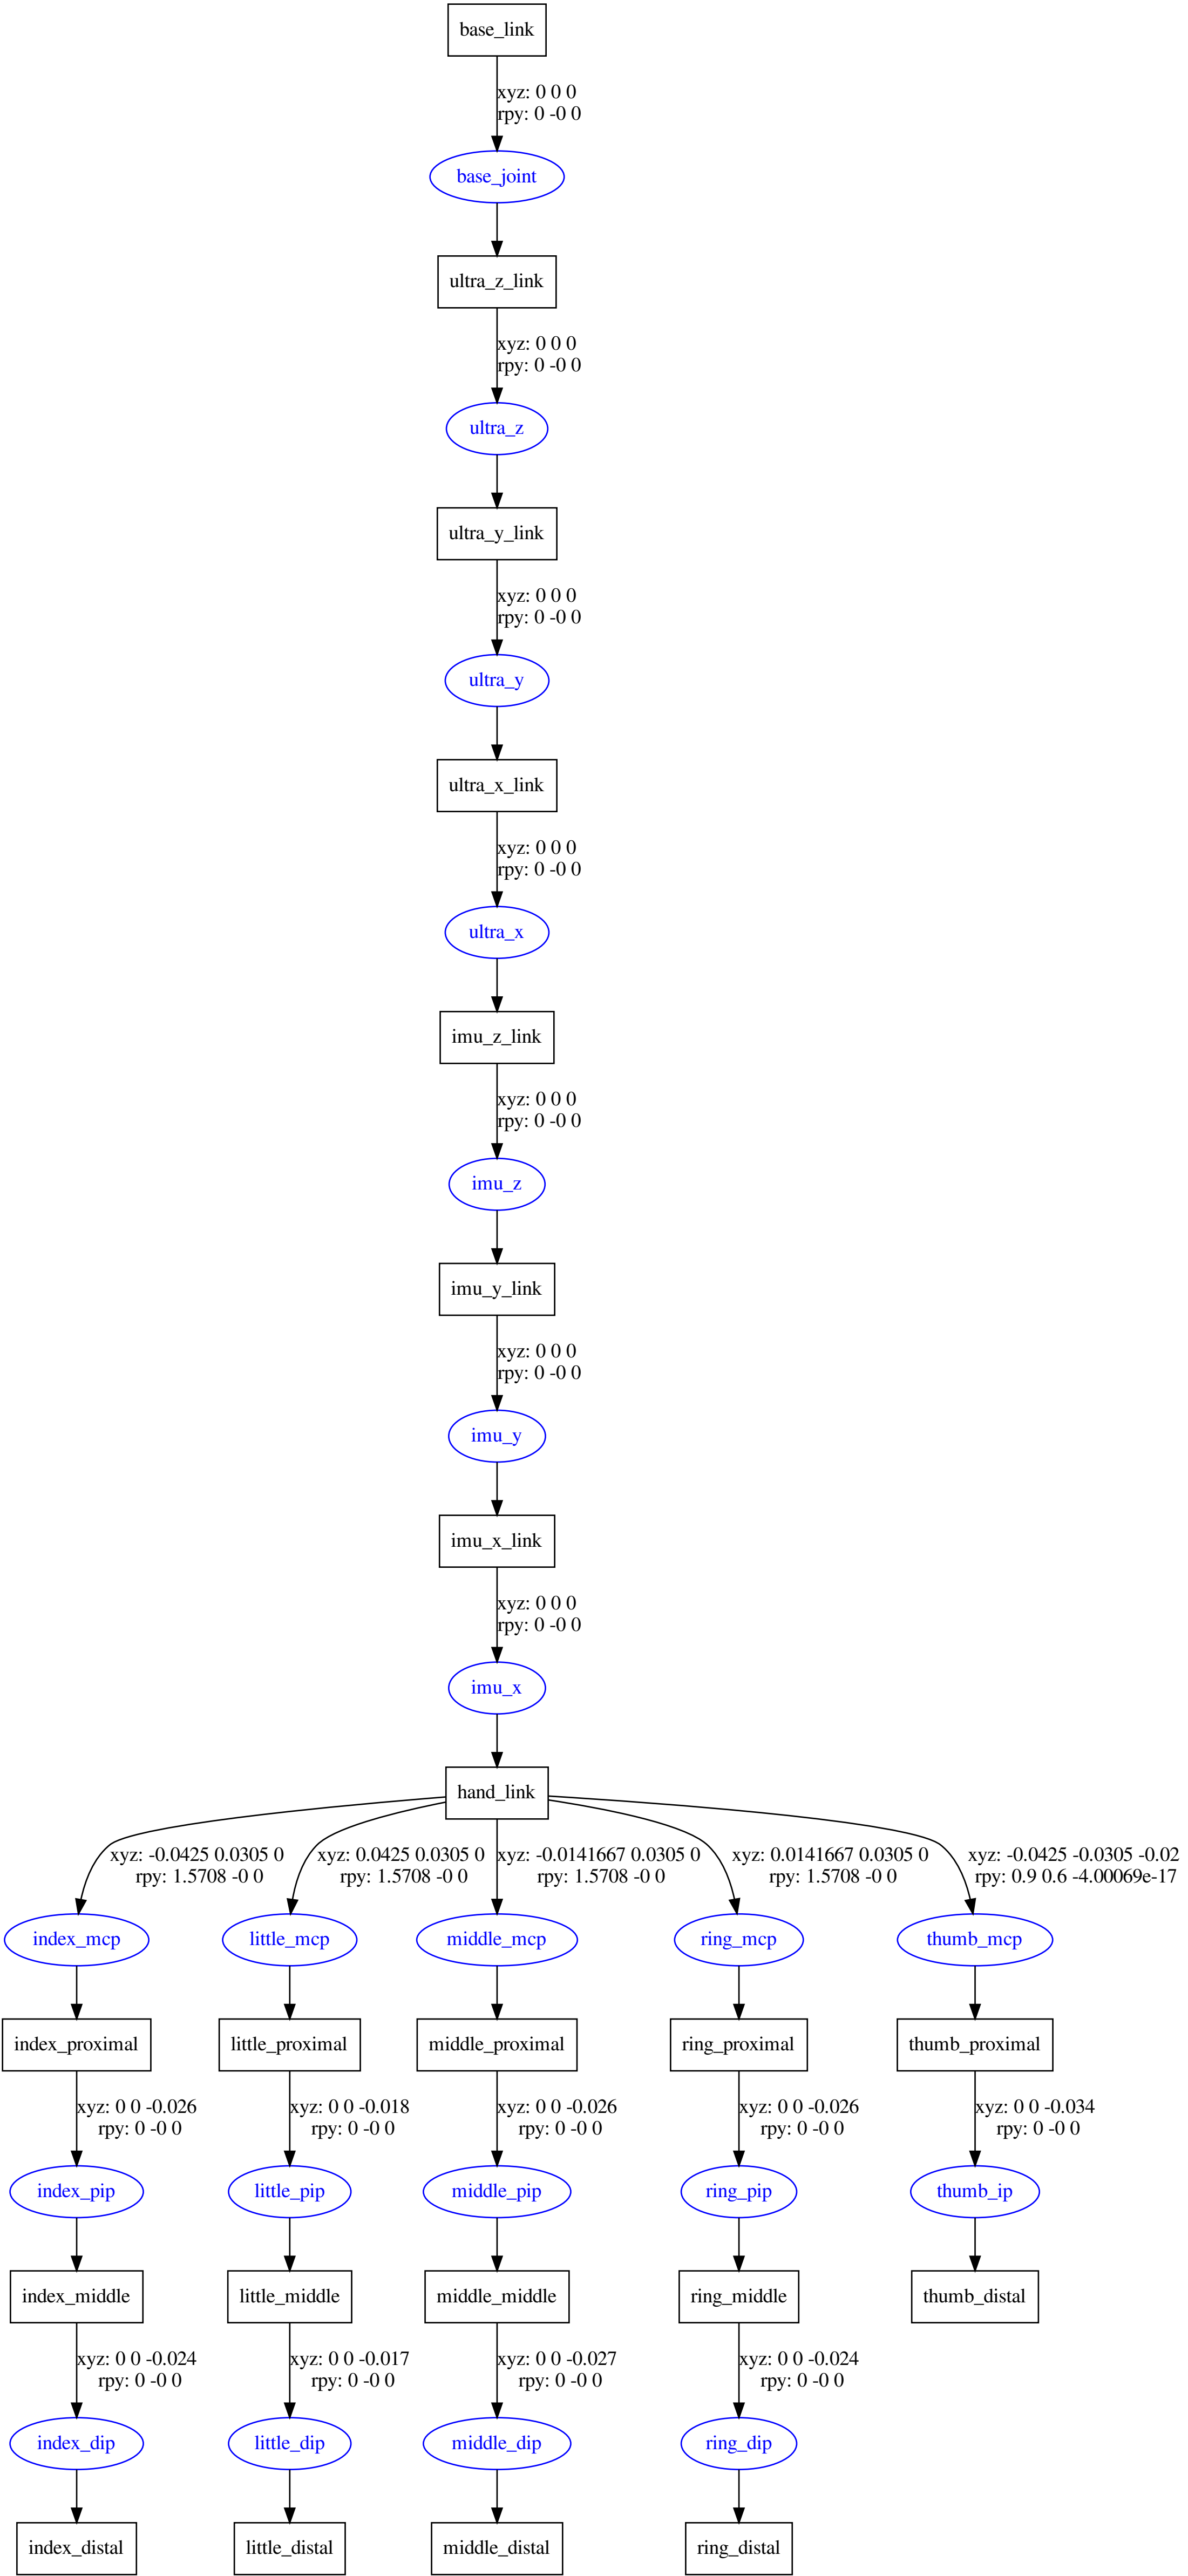 base_link
xyz: 0 0 0
rpy: 0 -0 0
base_joint
ultra_z_link
xyz: 0 0 0
rpy: 0 -0 0
ultra_z
ultra_y_link
xyz: 0 0 0
rpy: 0 -0 0
ultra_y
ultra_x_link
xyz: 0 0 0
rpy: 0 -0 0
ultra_x
imu_z_link
xyz: 0 0 0
rpy: 0 -0 0
imu_z
imu_y_link
xyz: 0 0 0
rpy: 0 -0 0
imu_y
imu_x_link
xyz: 0 0 0
rpy: 0 -0 0
imu_x
hand_link
xyz: -0.0425 0.0305 0
rpy: 1.5708 -0 0
xyz: 0.0425 0.0305 0
rpy: 1.5708 -0 0
xyz: -0.0141667 0.0305 0
rpy: 1.5708 -0 0
xyz: 0.0141667 0.0305 0
rpy: 1.5708 -0 0
xyz: -0.0425 -0.0305 -0.02
rpy: 0.9 0.6 -4.00069e-17
index_mcp
little_mcp
middle_mcp
ring_mcp
thumb_mcp
index_proximal
little_proximal
middle_proximal
ring_proximal
thumb_proximal
xyz: 0 0 -0.026
rpy: 0 -0 0
xyz: 0 0 -0.018
rpy: 0 -0 0
xyz: 0 0 -0.026
rpy: 0 -0 0
xyz: 0 0 -0.026
rpy: 0 -0 0
xyz: 0 0 -0.034
rpy: 0 -0 0
index_pip
little_pip
middle_pip
ring_pip
thumb_ip
index_middle
little_middle
middle_middle
ring_middle
thumb_distal
xyz: 0 0 -0.024
rpy: 0 -0 0
xyz: 0 0 -0.017
rpy: 0 -0 0
xyz: 0 0 -0.027
rpy: 0 -0 0
xyz: 0 0 -0.024
rpy: 0 -0 0
index_dip
little_dip
middle_dip
ring_dip
index_distal
little_distal
middle_distal
ring_distal